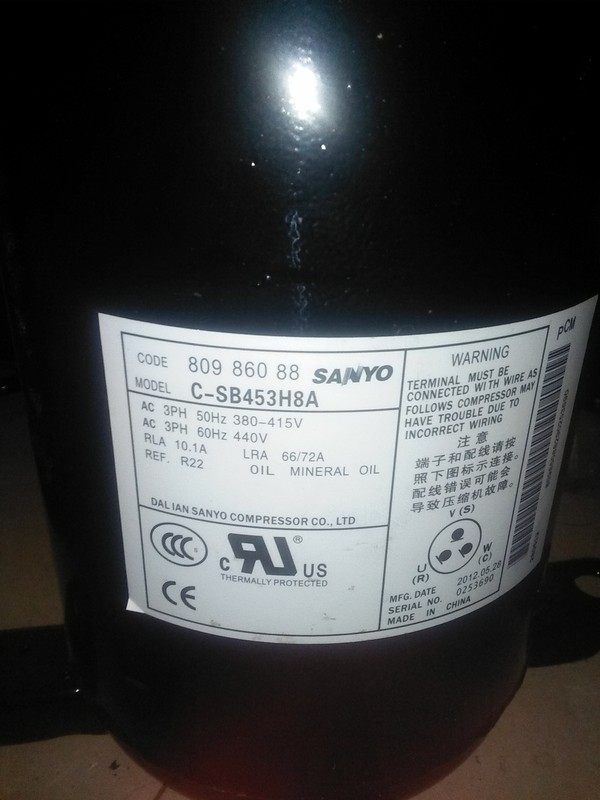 CODE 809 860 88 SANYO
MODEL C-SB453H8A
AC 3PH 50Hz 380-415V
AC 3PH 60Hz 440V
RLA 10.1A LRA 66/72A
REF. R22 OIL MINERAL OIL
DALIAN SANYO COMPRESSOR CO., LTD
CCC S
c RU ® US
THERMALLY PROTECTED
CE
WARNING
TERMINAL MUST BE
CONNECTED WITH WIRE AS
FOLLOWS COMPRESSOR MAY
HAVE TROUBLE DUE TO
INCORRECT WIRING
注意
端子和配线请按
照下图标示连接。
配线错误可能会
导致压缩机故障。
V (S)
U (R)
W (C)
MFG. DATE 2012.05.28
SERIAL NO. 0253690
MADE IN CHINA
PCM